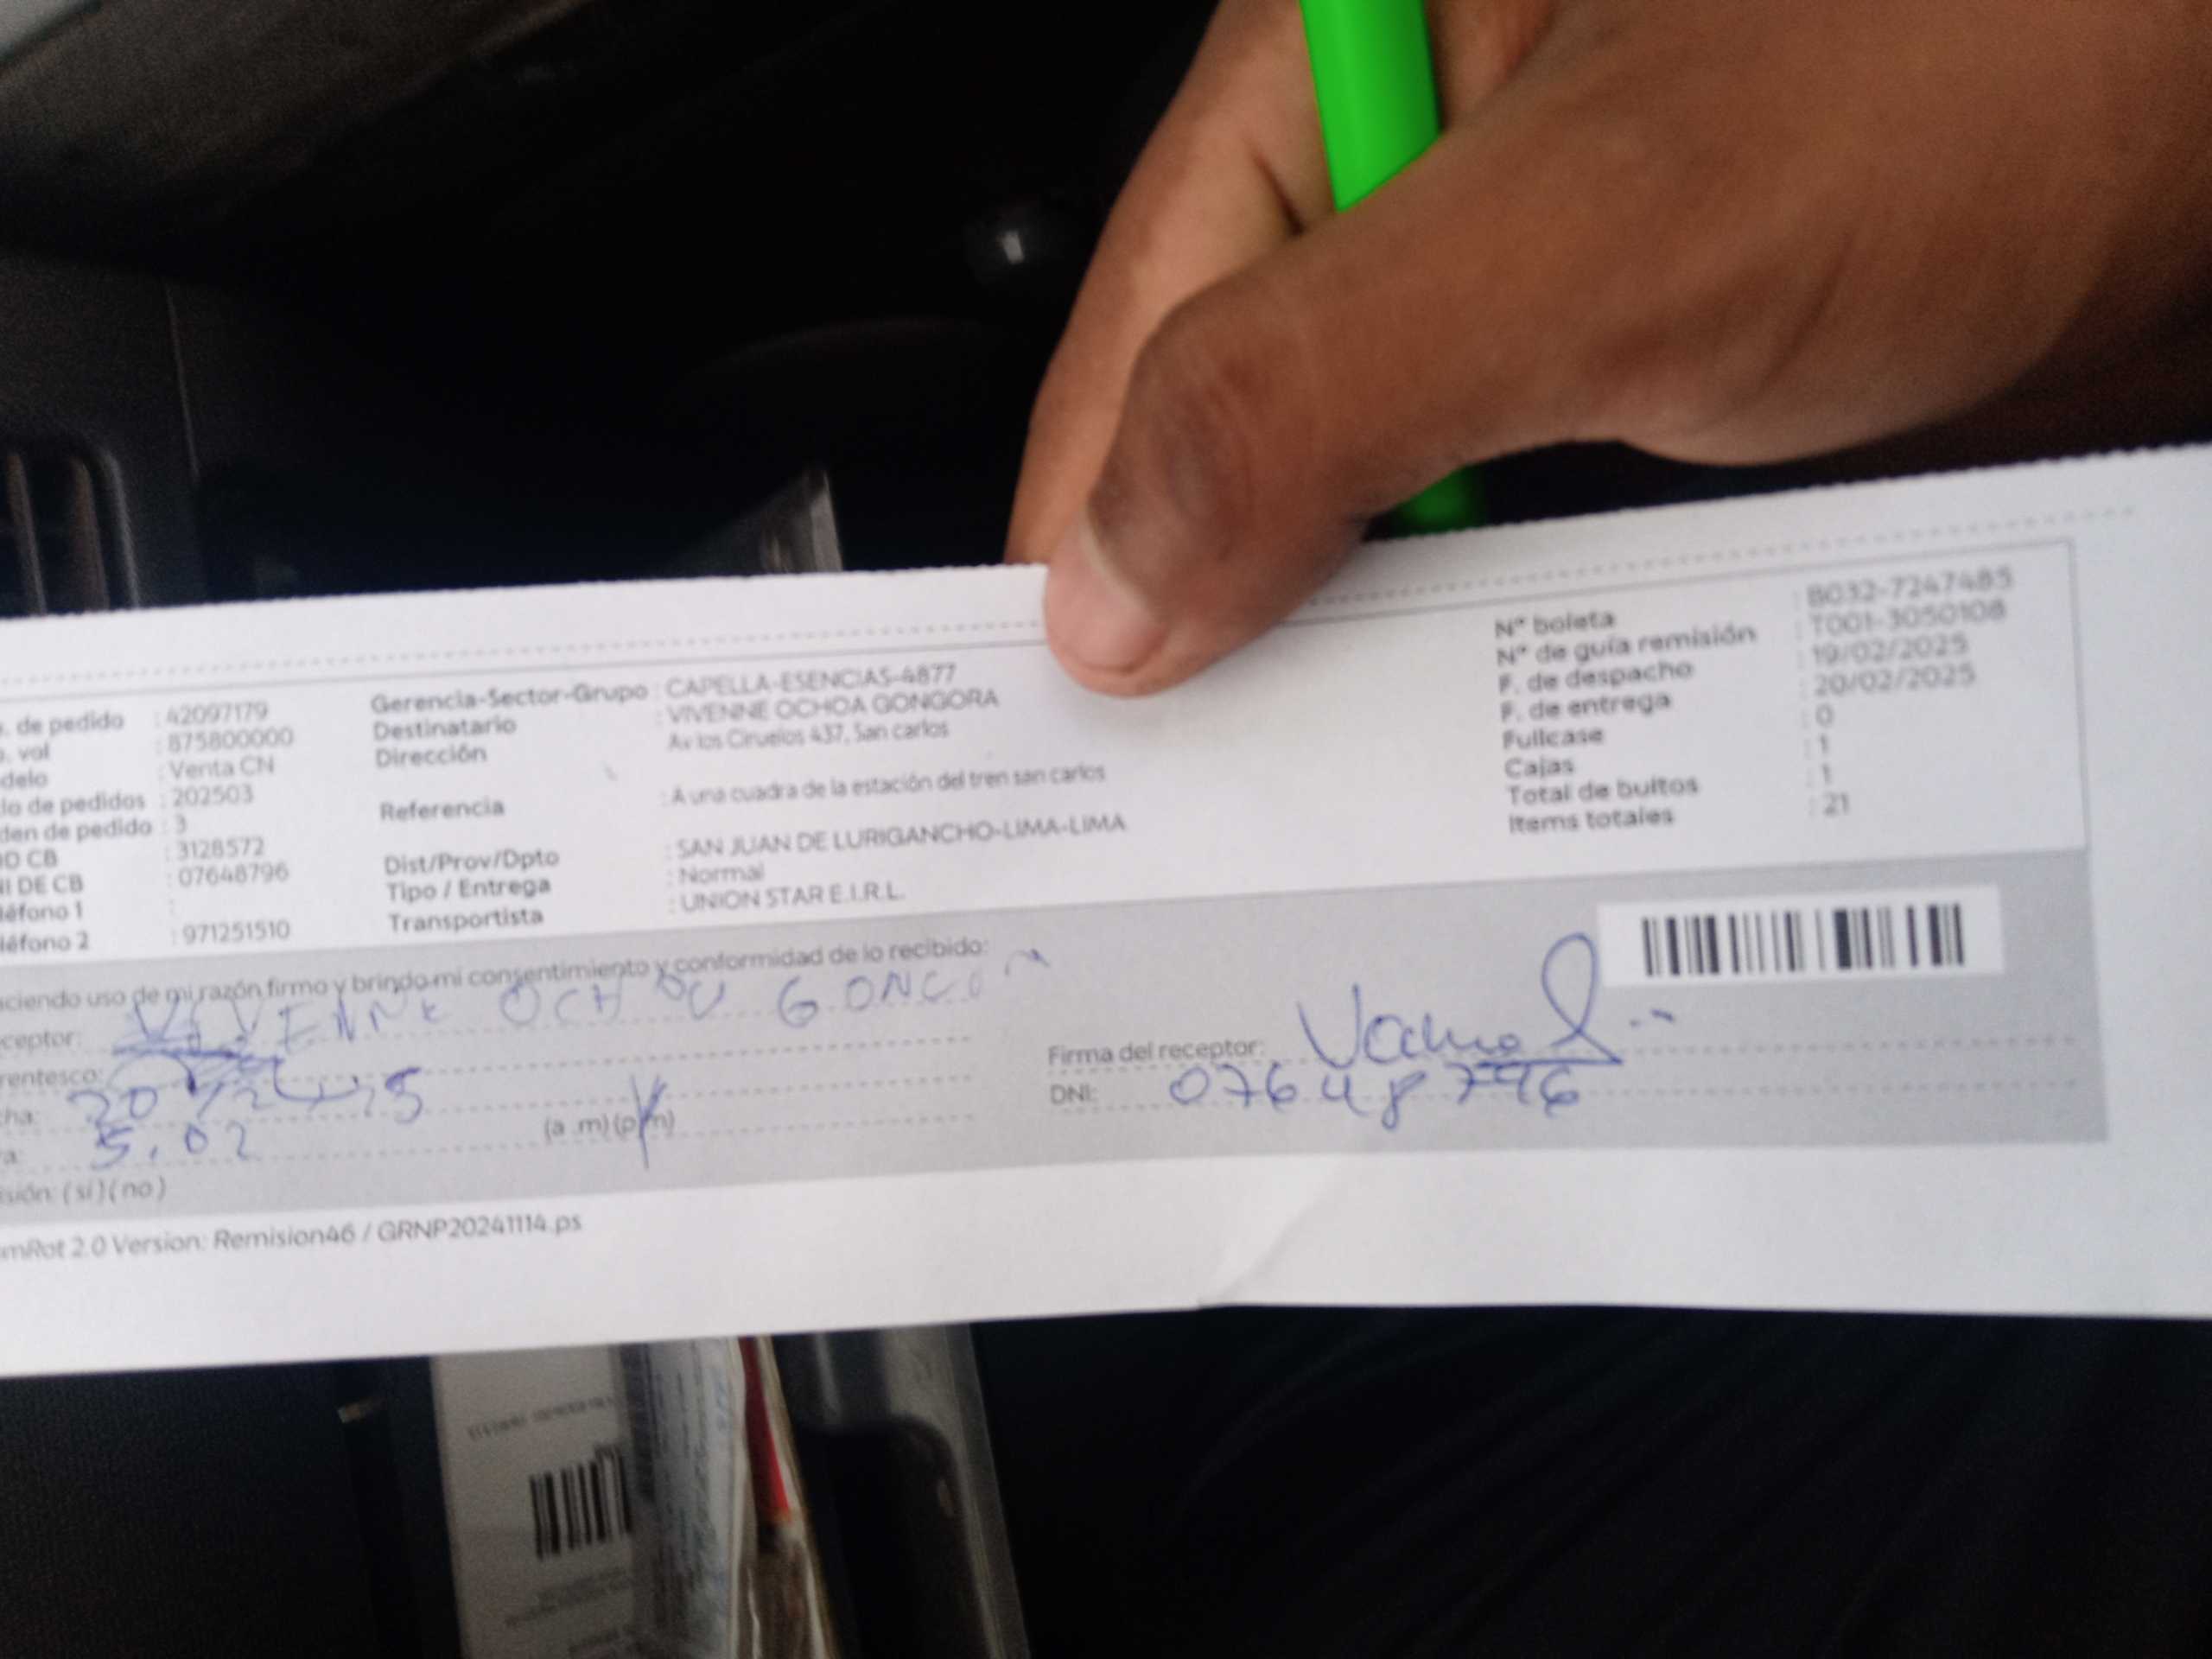 . de pedido : 42097179
. vol : 875800000
delo : Venta CN
lo de pedidos : 202503
den de pedido : 3
D CB : 3128572
I DE CB : 07648796
léfono 1 :
léfono 2 : 971251510
Gerencia-Sector-Grupo : CAPELLA-ESENCIAS-4877
Destinatario : VIVENNE OCHOA GONGORA
Dirección Av los Ciruelos 437, San carlos
Referencia : A una cuadra de la estación del tren san carlos
Dist/Prov/Dpto : SAN JUAN DE LURIGANCHO-LIMA-LIMA
Tipo / Entrega : Normal
Transportista : UNION STAR E.I.R.L.
N° boleta : B032-7247485
N° de guía remisión : T001-3050108
F. de despacho : 19/02/2025
F. de entrega : 20/02/2025
Fullcase : 0
Cajas : 1
Total de bultos : 1
Items totales : 21
aciendo uso de mi razón firmo y brindo mi consentimiento y conformidad de lo recibido:
ceptor:
rentesco:
cha: 20
ra: 5.02 (a .m) (p.m)
isión: ( sí ) ( no )
Firma del receptor:
DNI: 07648796
mRot 2.0 Version: Remision46 / GRNP20241114.ps